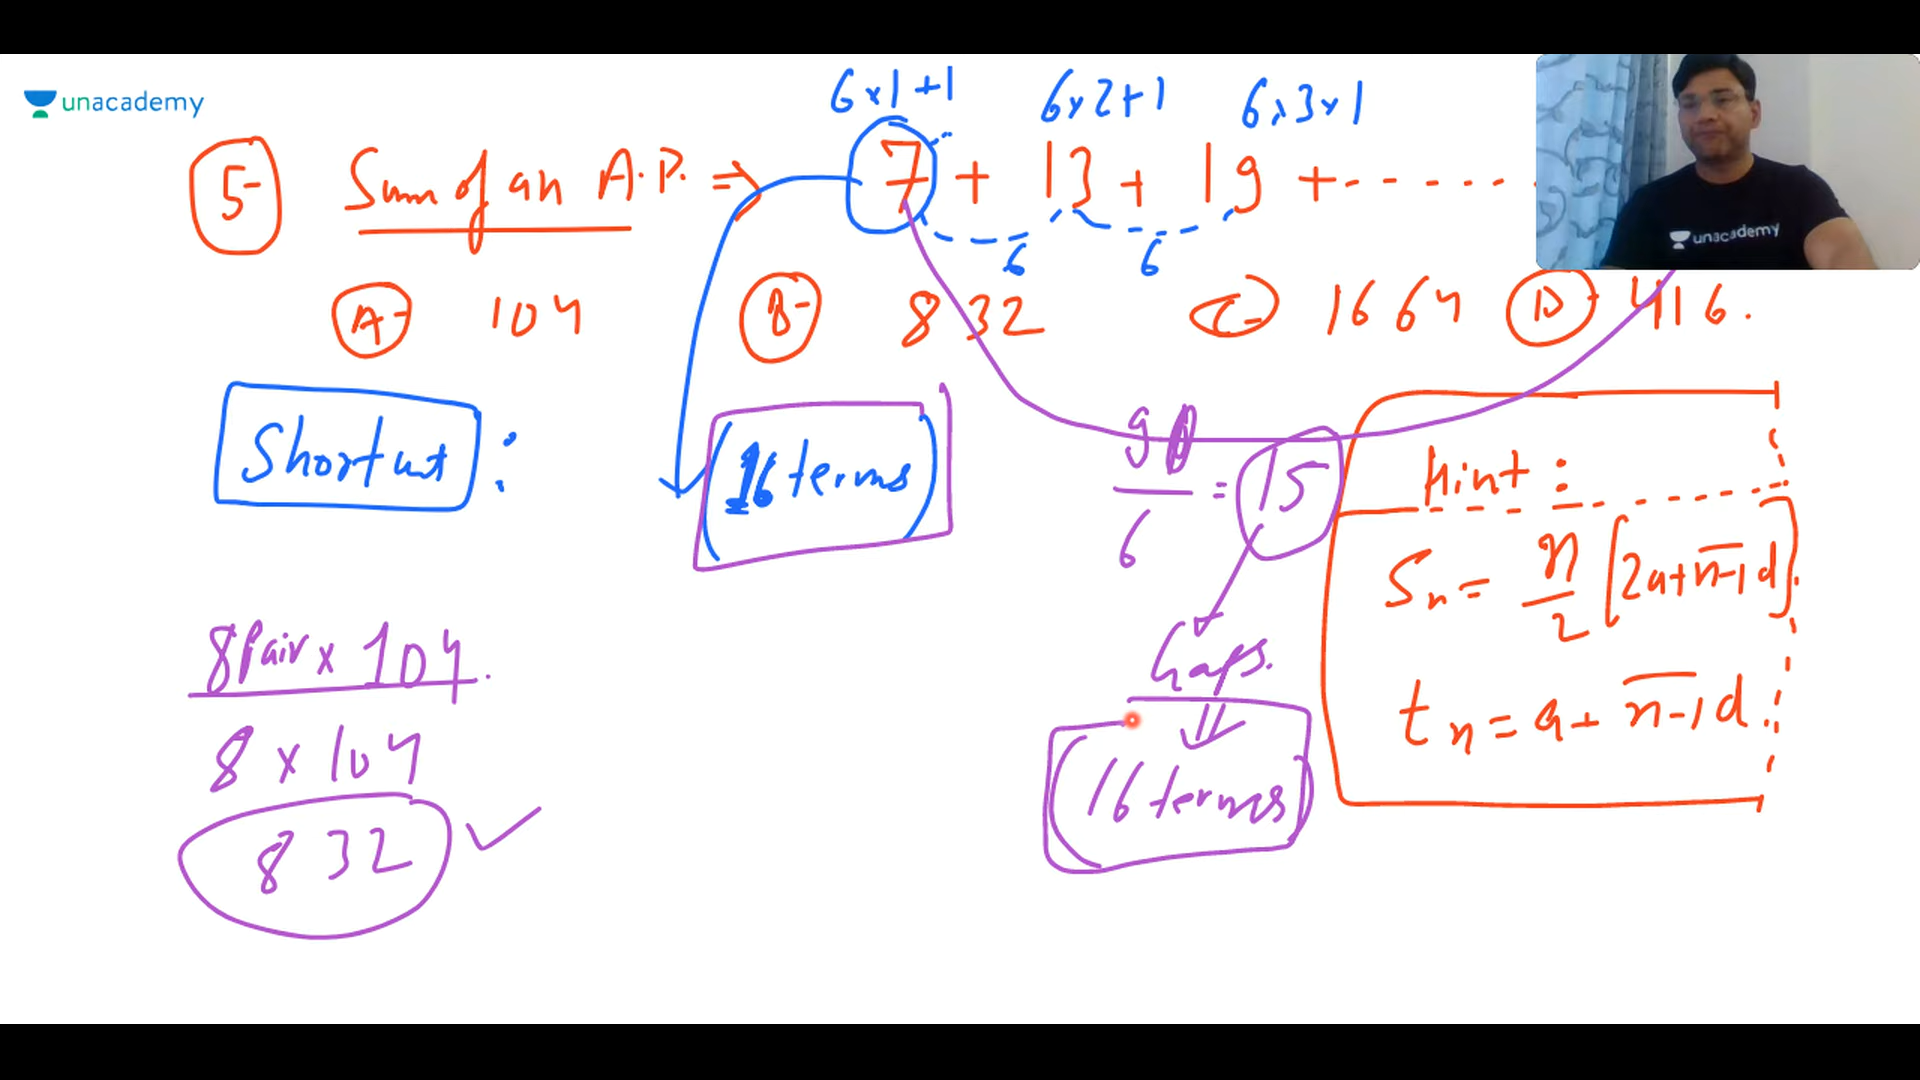 unacademy
6×1+1 6×2+1 6×3×1
5- Sum of an A.P. ⇒ 7 + 13 + 19 + - - - - - -
6 6
unacademy
A- 104 B- 832 C- 1664 D- 416.
Shortcut : (16 terms)
90/6 = 15
Gaps.
(16 terms)
Hint :
Sn = n/2 [2a+n̅-̅1̅ d].
tn = a + n̅-̅1̅ d.
8 Pair × 104.
8 × 104
832 ✓